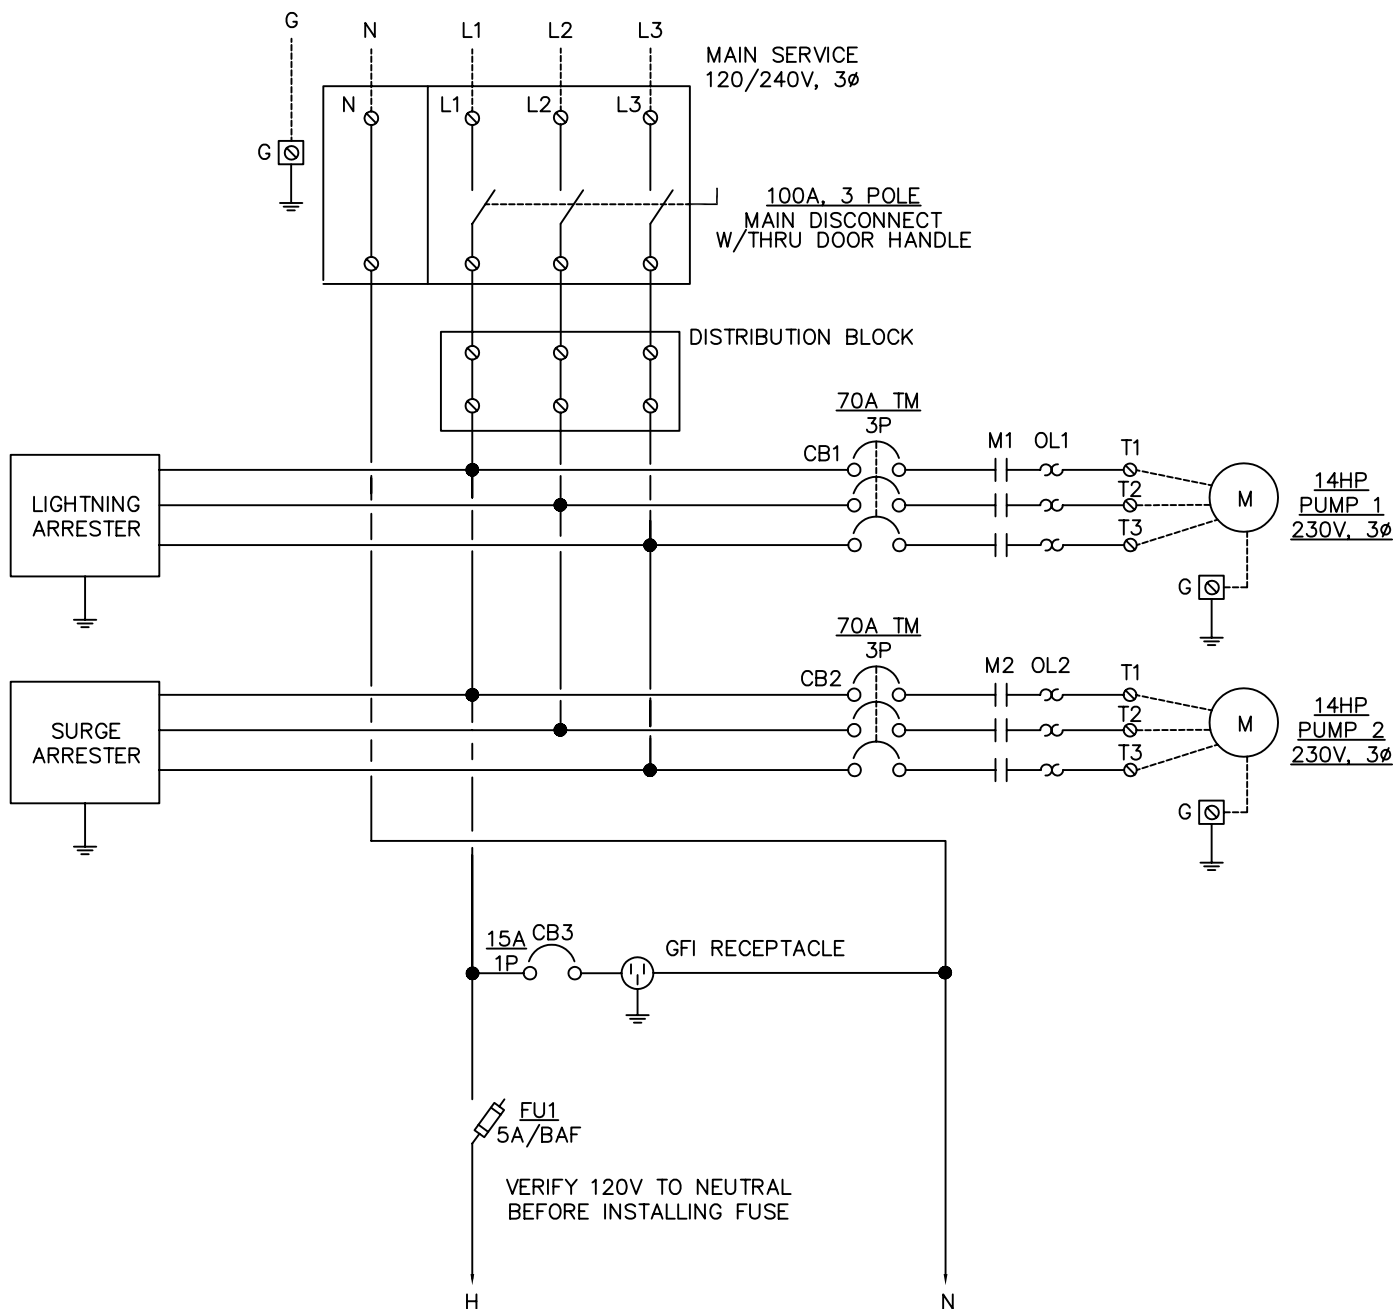 G
N
L1
L2
L3
MAIN SERVICE
120/240V, 3ø
N
L1
L2
L3
G
100A, 3 POLE
MAIN DISCONNECT
W/THRU DOOR HANDLE
DISTRIBUTION BLOCK
70A TM
3P
CB1
M1
OL1
T1
T2
T3
M
14HP
PUMP 1
230V, 3ø
G
LIGHTNING
ARRESTER
70A TM
3P
CB2
M2
OL2
T1
T2
T3
M
14HP
PUMP 2
230V, 3ø
G
SURGE
ARRESTER
15A
1P
CB3
GFI RECEPTACLE
FU1
5A/BAF
VERIFY 120V TO NEUTRAL
BEFORE INSTALLING FUSE
H
N